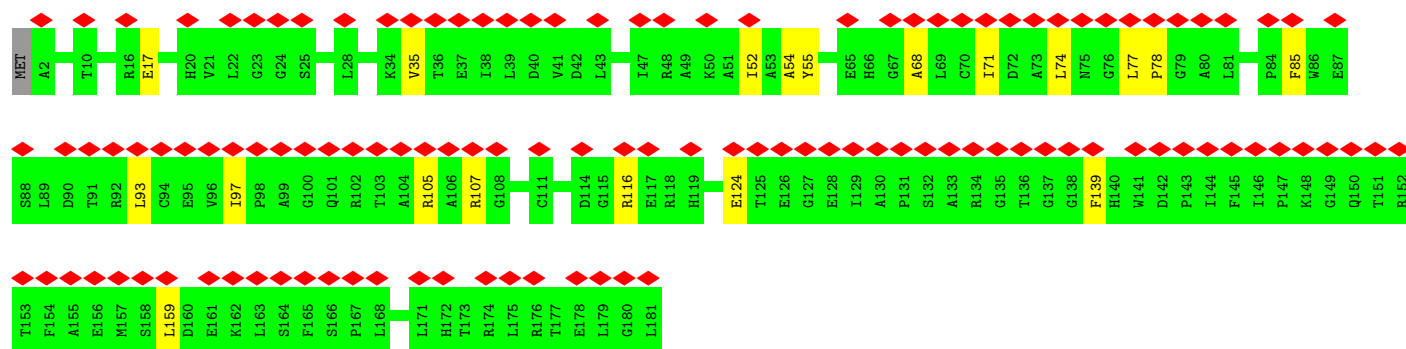 MET A2 T10 R16 E17 H20 V21 L22 G23 G24 S25 L28 K34 V35 T36 E37 I38 L39 D40 V41 D42 L43 I47 R48 A49 K50 A51 I52 A53 A54 Y55 E65 H66 G67 A68 L69 C70 I71 D72 A73 L74 N75 G76 L77 P78 G79 A80 L81 P84 F85 W86 E87
S88 L89 D90 T91 R92 L93 C94 E95 V96 I97 P98 A99 G100 Q101 R102 T103 A104 R105 A106 R107 G108 C111 D114 G115 R116 E117 R118 H119 E124 T125 E126 G127 E128 I129 A130 P131 S132 A133 R134 G135 T136 G137 G138 F139 H140 W141 D142 P143 I144 F145 I146 P147 K148 G149 Q150 T151 R152
T153 F154 A155 E156 M157 S158 L159 D160 E161 K162 L163 S164 F165 S166 P167 L168 L171 H172 T173 R174 L175 R176 T177 E178 L179 G180 L181